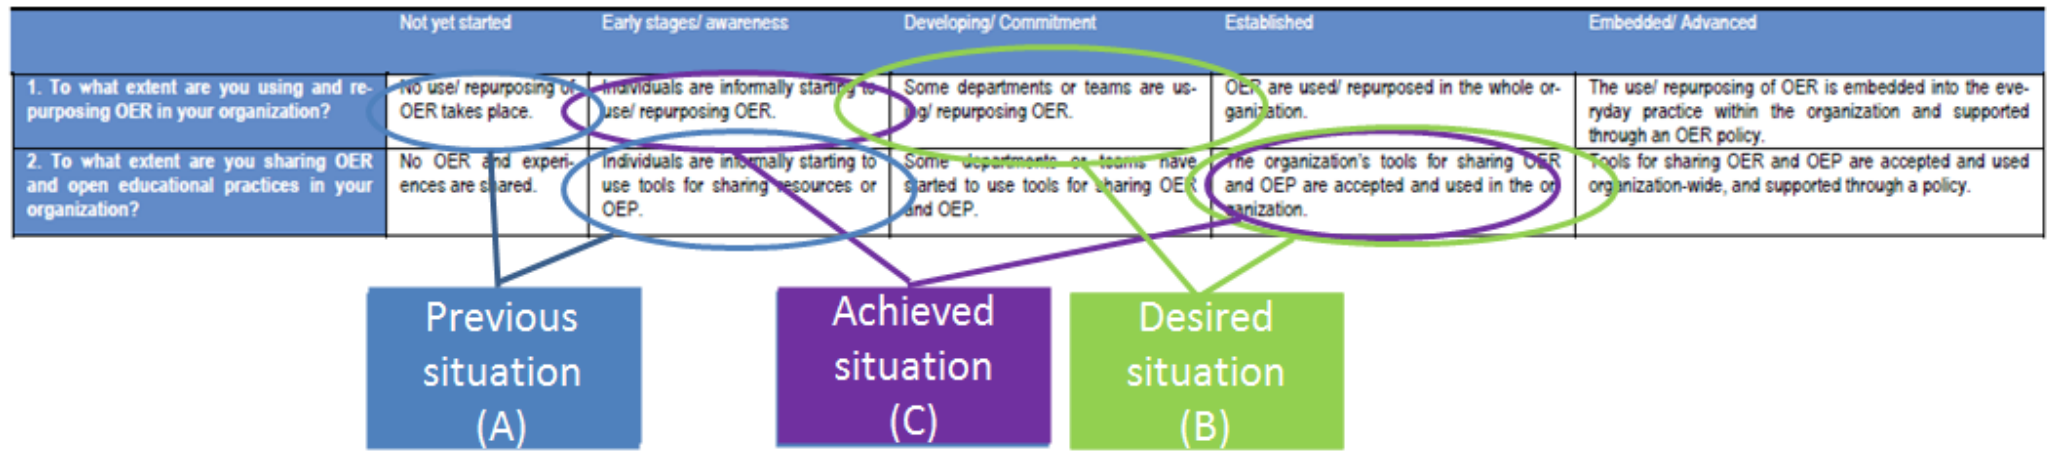 Not yet started
Early stages/ awareness
Developing/ Commitment
Established
Embedded/ Advanced
1. To what extent are you using and re-
purposing OER in your organization?
No use/ repurposing of
OER takes place.
Individuals are informally starting to
use/ repurposing OER.
Some departments or teams are us-
ing/ repurposing OER.
OER are used/ repurposed in the whole or-
ganization.
The use/ repurposing of OER is embedded into the eve-
ryday practice within the organization and supported
through an OER policy.
2. To what extent are you sharing OER
and open educational practices in your
organization?
No OER and experi-
ences are shared.
Individuals are informally starting to
use tools for sharing resources or
OEP.
Some departments or teams have
started to use tools for sharing OER
and OEP.
The organization's tools for sharing OER
and OEP are accepted and used in the or-
ganization.
Tools for sharing OER and OEP are accepted and used
organization-wide, and supported through a policy.
Previous
situation
(A)
Achieved
situation
(C)
Desired
situation
(B)